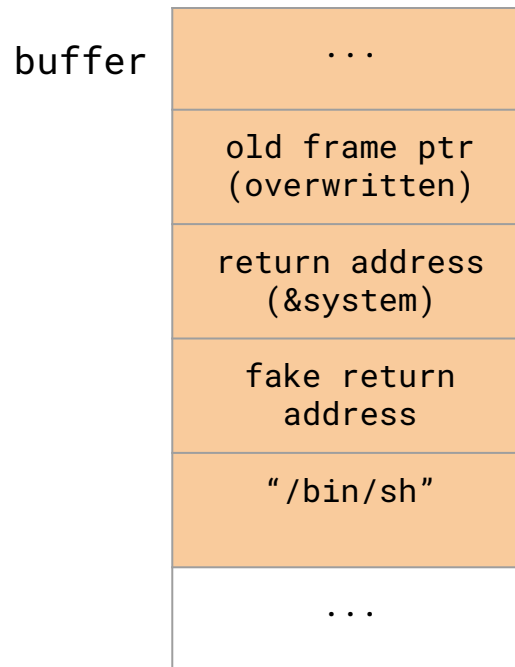 buffer
...
old frame ptr
(overwritten)
return address
(&system)
fake return
address
“/bin/sh”
...